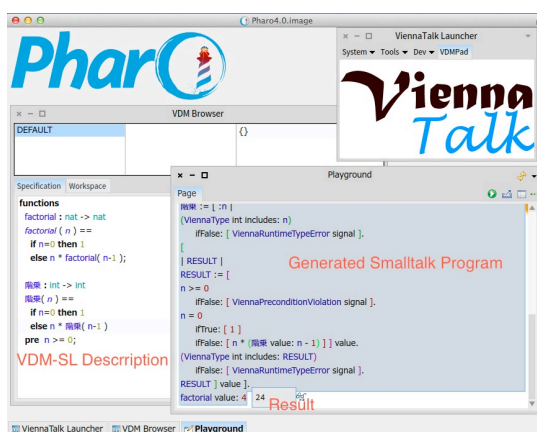 Pharo4.0.image
Pharo
ViennaTalk Launcher
System Tools Dev VDMPad
Vienna
Talk
VDM Browser
DEFAULT
{}
Specification Workspace
functions
factorial : nat -> nat
factorial ( n ) ==
if n=0 then 1
else n * factorial( n-1 );
階乗 : int -> int
階乗( n ) ==
if n=0 then 1
else n * 階乗( n-1 )
pre n >= 0;
VDM-SL Descrription
Playground
Page
階乗 := [ :n |
(ViennaType int includes: n)
ifFalse: [ ViennaRuntimeTypeError signal ].
[
| RESULT |
RESULT := [
n >= 0
ifFalse: [ ViennaPreconditionViolation signal ].
n = 0
ifTrue: [ 1 ]
ifFalse: [ n * (階乗 value: n - 1) ] ] value.
(ViennaType int includes: RESULT)
ifFalse: [ ViennaRuntimeTypeError signal ].
RESULT ] value ].
factorial value: 4 24
Generated Smalltalk Program
Result
ViennaTalk Launcher VDM Browser Playground